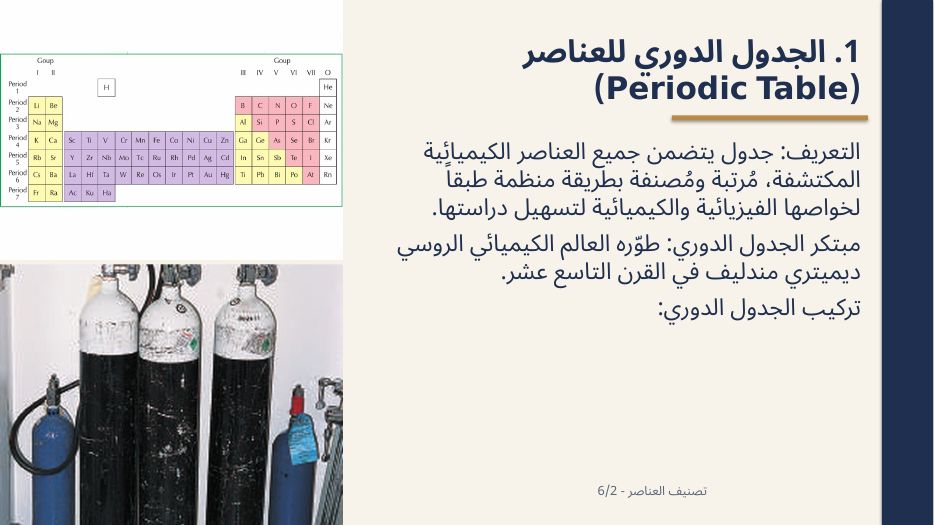 1. الجدول الدوري للعناصر
(Periodic Table)
التعريف: جدول يتضمن جميع العناصر الكيميائية
المكتشفة، مُرتبة ومُصنفة بطريقة منظمة طبقاً
لخواصها الفيزيائية والكيميائية لتسهيل دراستها.
مبتكر الجدول الدوري: طوّره العالم الكيميائي الروسي
ديميتري مندليف في القرن التاسع عشر.
تركيب الجدول الدوري:
تصنيف العناصر - 6/2
Goup Goup
I II III IV V VI VII O
Period 1 H He
Period 2 Li Be B C N O F Ne
Period 3 Na Mg Al Si P S Cl Ar
Period 4 K Ca Sc Ti V Cr Mn Fe Co Ni Cu Zn Ga Ge As Se Br Kr
Period 5 Rb Sr Y Zr Nb Mo Tc Ru Rh Pd Ag Cd In Sn Sb Te I Xe
Period 6 Cs Ba La Hf Ta W Re Os Ir Pt Au Hg Tl Pb Bi Po At Rn
Period 7 Fr Ra Ac Ku Ha